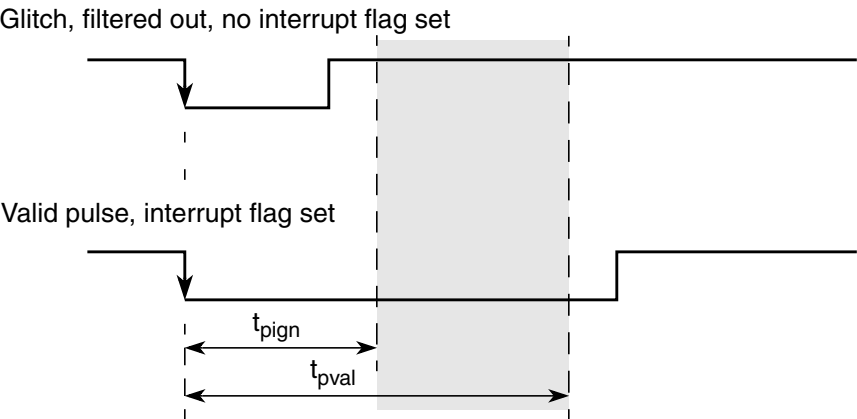 Glitch, filtered out, no interrupt flag set
Valid pulse, interrupt flag set
tpign
tpval